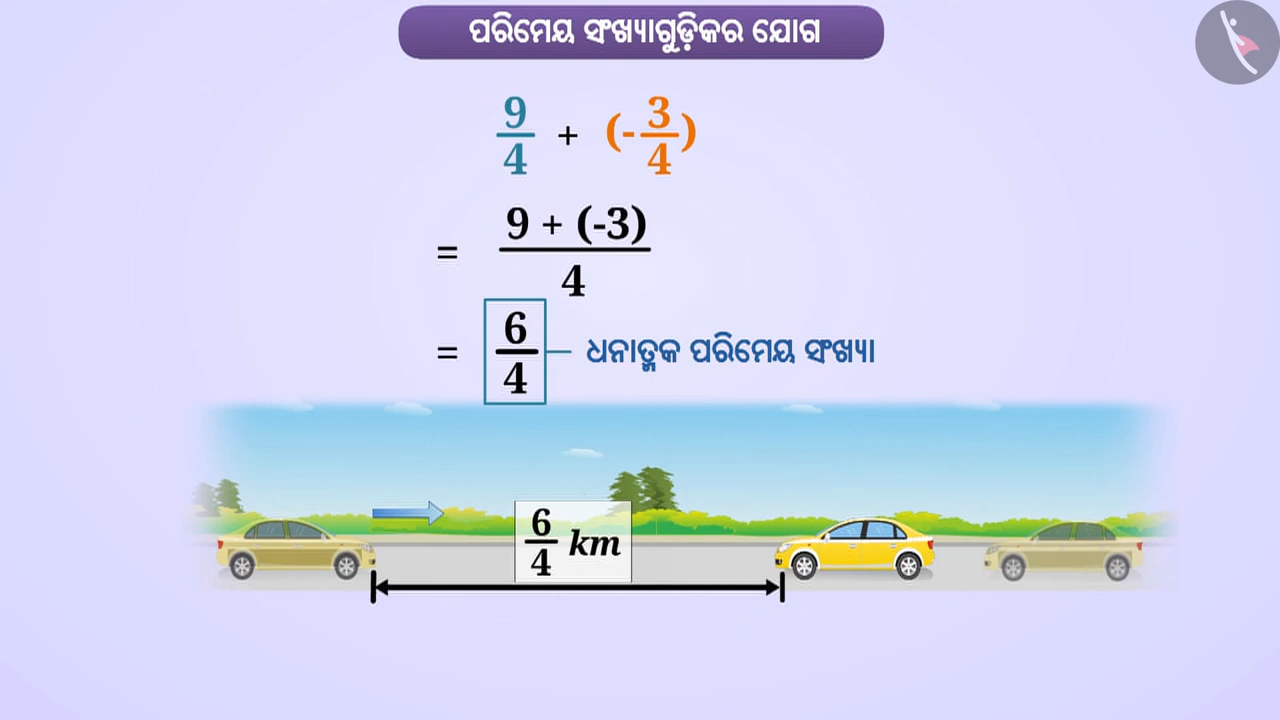 ପରିମେୟ ସଂଖ୍ୟାଗୁଡ଼ିକର ଯୋଗ
9/4 + (-3/4)
= (9 + (-3))/4
= 6/4 ଧନାତ୍ମକ ପରିମେୟ ସଂଖ୍ୟା
6/4 km